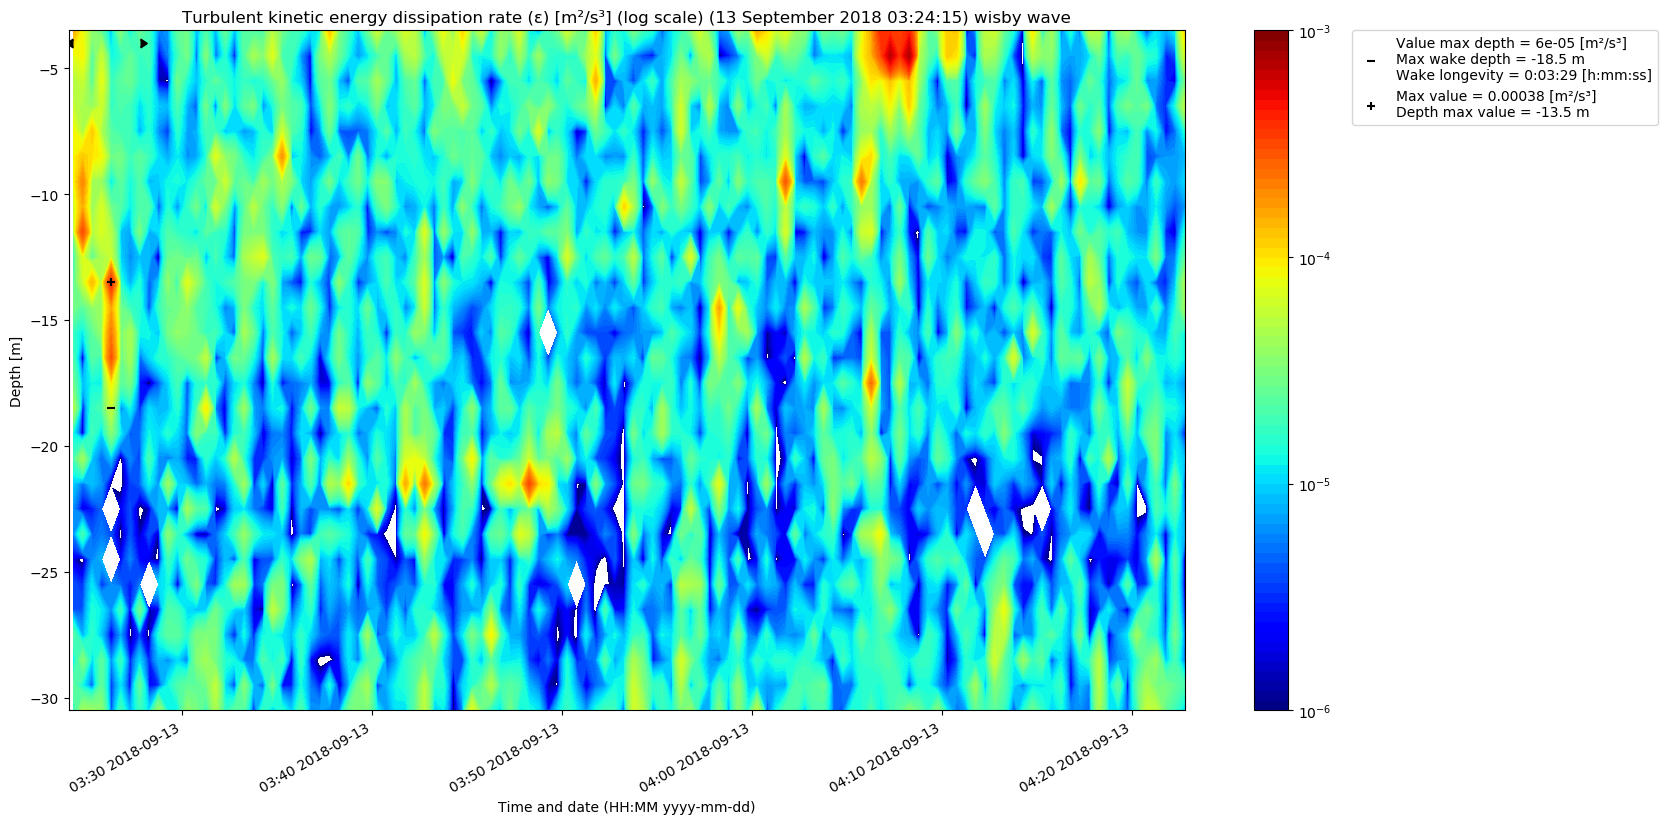 Turbulent kinetic energy dissipation rate (ε) [m²/s³] (log scale) (13 September 2018 03:24:15) wisby wave
Depth [m]
−5
−10
−15
−20
−25
−30
03:30 2018-09-13
03:40 2018-09-13
03:50 2018-09-13
04:00 2018-09-13
04:10 2018-09-13
04:20 2018-09-13
Time and date (HH:MM yyyy-mm-dd)
10⁻³
10⁻⁴
10⁻⁵
10⁻⁶
Value max depth = 6e-05 [m²/s³]
Max wake depth = -18.5 m
Wake longevity = 0:03:29 [h:mm:ss]
Max value = 0.00038 [m²/s³]
Depth max value = -13.5 m